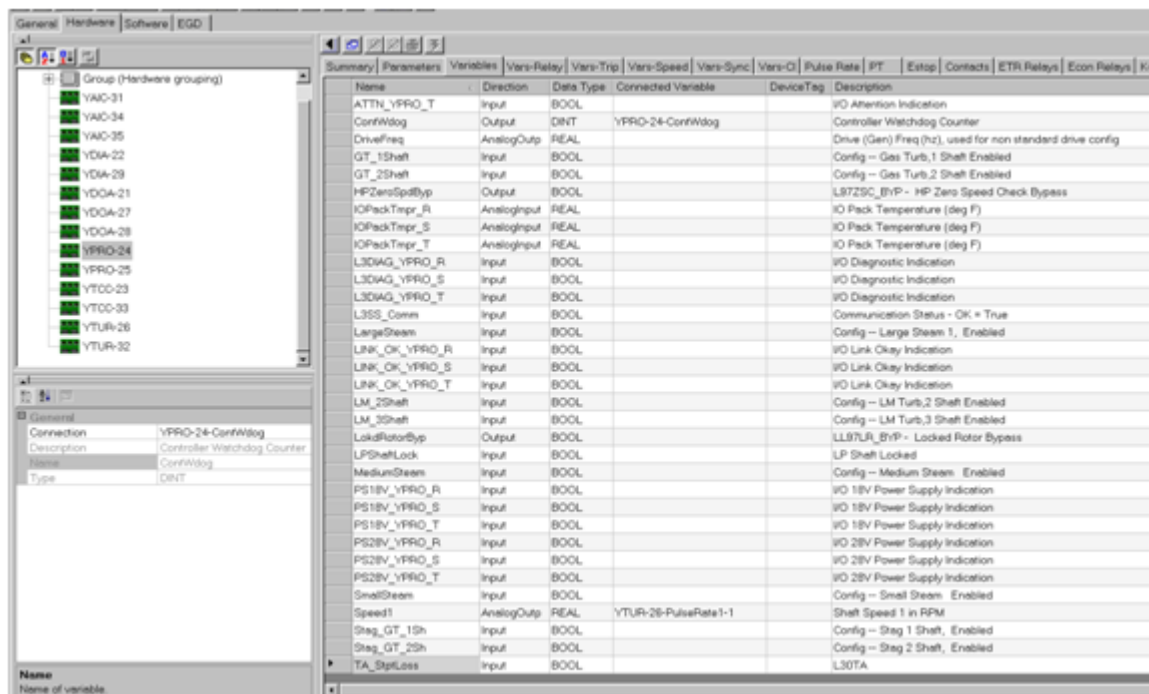 General Hardware Software EGD
Group (Hardware grouping)
YAIC-31
YAIC-34
YAIC-35
YDIA-22
YDIA-29
YDOA-21
YDOA-27
YDOA-28
YPRO-24
YPRO-25
YTCC-23
YTCC-33
YTUR-26
YTUR-32
General
Connection YPRO-24-ContWdog
Description Controller Watchdog Counter
Name ContWdog
Type DINT
Name
Name of variable.
Summary Parameters Variables Vars-Relay Vars-Trip Vars-Speed Vars-Sync Vars-CI Pulse Rate PT Estop Contacts ETR Relays Econ Relays
Name Direction Data Type Connected Variable DeviceTag Description
ATTN_YPRO_T Input BOOL I/O Attention Indication
ContWdog Output DINT YPRO-24-ContWdog Controller Watchdog Counter
DriveFreq AnalogOutp REAL Drive (Gen) Freq (hz), used for non standard drive config
GT_1Shaft Input BOOL Config -- Gas Turb,1 Shaft Enabled
GT_2Shaft Input BOOL Config -- Gas Turb,2 Shaft Enabled
HPZeroSpdByp Output BOOL L97ZSC_BYP - HP Zero Speed Check Bypass
IOPackTmpr_R AnalogInput REAL IO Pack Temperature (deg F)
IOPackTmpr_S AnalogInput REAL IO Pack Temperature (deg F)
IOPackTmpr_T AnalogInput REAL IO Pack Temperature (deg F)
L3DIAG_YPRO_R Input BOOL I/O Diagnostic Indication
L3DIAG_YPRO_S Input BOOL I/O Diagnostic Indication
L3DIAG_YPRO_T Input BOOL I/O Diagnostic Indication
L3SS_Comm Input BOOL Communication Status - OK = True
LargeSteam Input BOOL Config -- Large Steam 1, Enabled
LINK_OK_YPRO_R Input BOOL I/O Link Okay Indication
LINK_OK_YPRO_S Input BOOL I/O Link Okay Indication
LINK_OK_YPRO_T Input BOOL I/O Link Okay Indication
LM_2Shaft Input BOOL Config -- LM Turb,2 Shaft Enabled
LM_3Shaft Input BOOL Config -- LM Turb,3 Shaft Enabled
LokdRotorByp Output BOOL LL97LR_BYP - Locked Rotor Bypass
LPShaftLock Input BOOL LP Shaft Locked
MediumSteam Input BOOL Config -- Medium Steam Enabled
PS18V_YPRO_R Input BOOL I/O 18V Power Supply Indication
PS18V_YPRO_S Input BOOL I/O 18V Power Supply Indication
PS18V_YPRO_T Input BOOL I/O 18V Power Supply Indication
PS28V_YPRO_R Input BOOL I/O 28V Power Supply Indication
PS28V_YPRO_S Input BOOL I/O 28V Power Supply Indication
PS28V_YPRO_T Input BOOL I/O 28V Power Supply Indication
SmallSteam Input BOOL Config -- Small Steam Enabled
Speed1 AnalogOutp REAL YTUR-26-PulseRate1-1 Shaft Speed 1 in RPM
Stag_GT_1Sh Input BOOL Config -- Stag 1 Shaft, Enabled
Stag_GT_2Sh Input BOOL Config -- Stag 2 Shaft, Enabled
TA_StptLoss Input BOOL L30TA